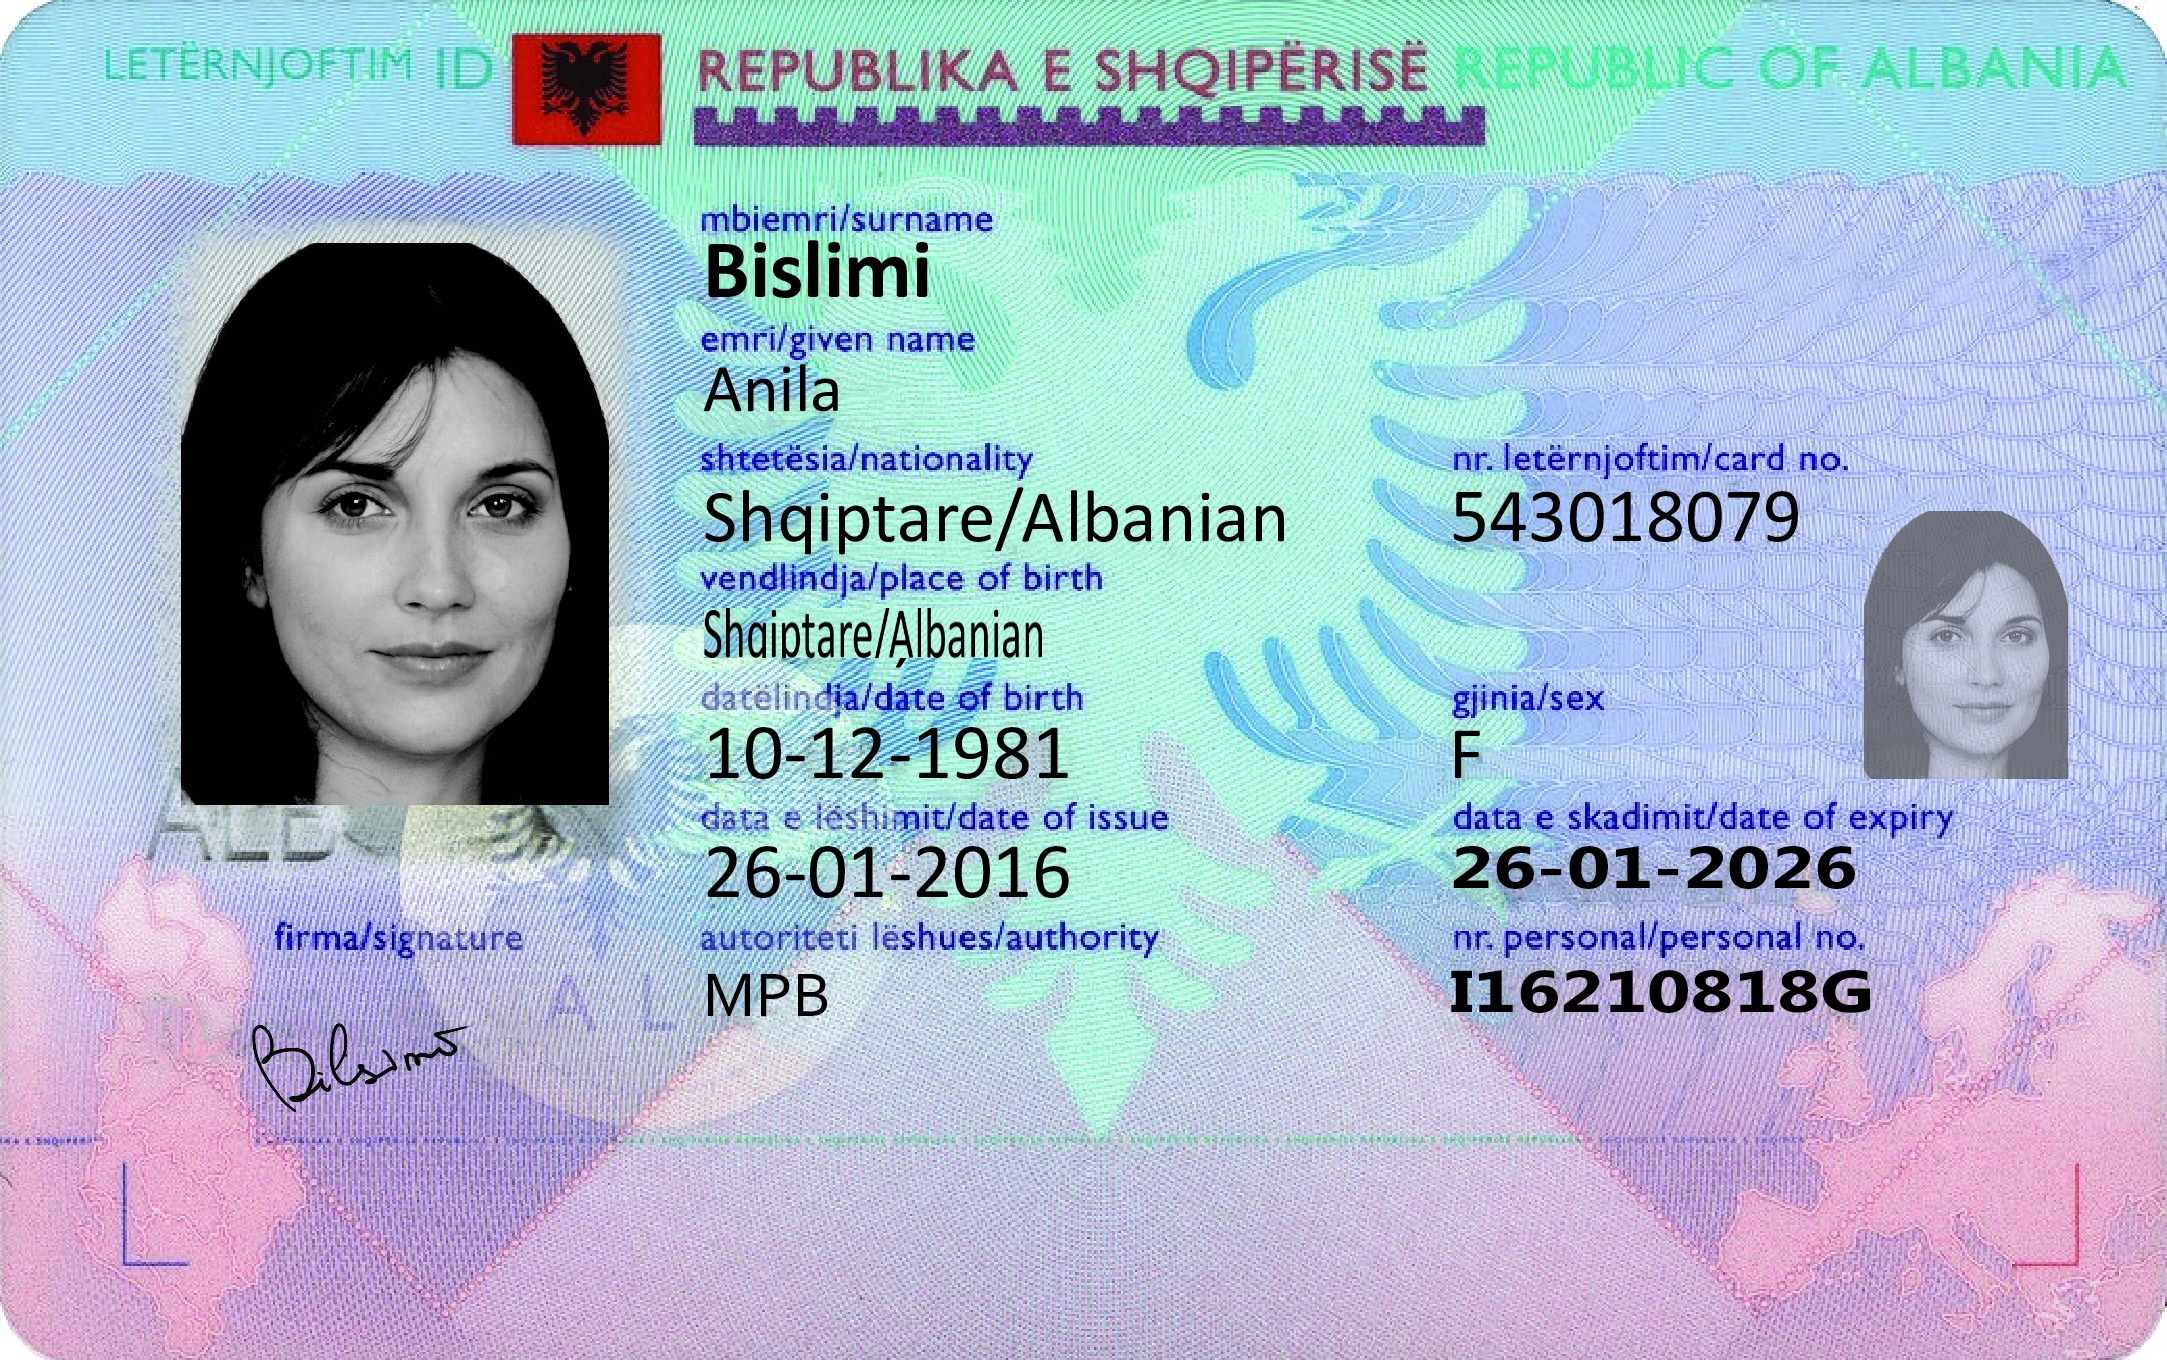 LETËRNJOFTIM ID REPUBLIKA E SHQIPËRISË REPUBLIC OF ALBANIA
mbiemri/surname
Bislimi
emri/given name
Anila
shtetësia/nationality
Shqiptare/Albanian
nr. letërnjoftim/card no.
543018079
vendlindja/place of birth
Shqiptare/Albanian
datëlindja/date of birth
10-12-1981
gjinia/sex
F
data e lëshimit/date of issue
26-01-2016
data e skadimit/date of expiry
26-01-2026
autoriteti lëshues/authority
MPB
nr. personal/personal no.
I16210818G
ALB
firma/signature
A L